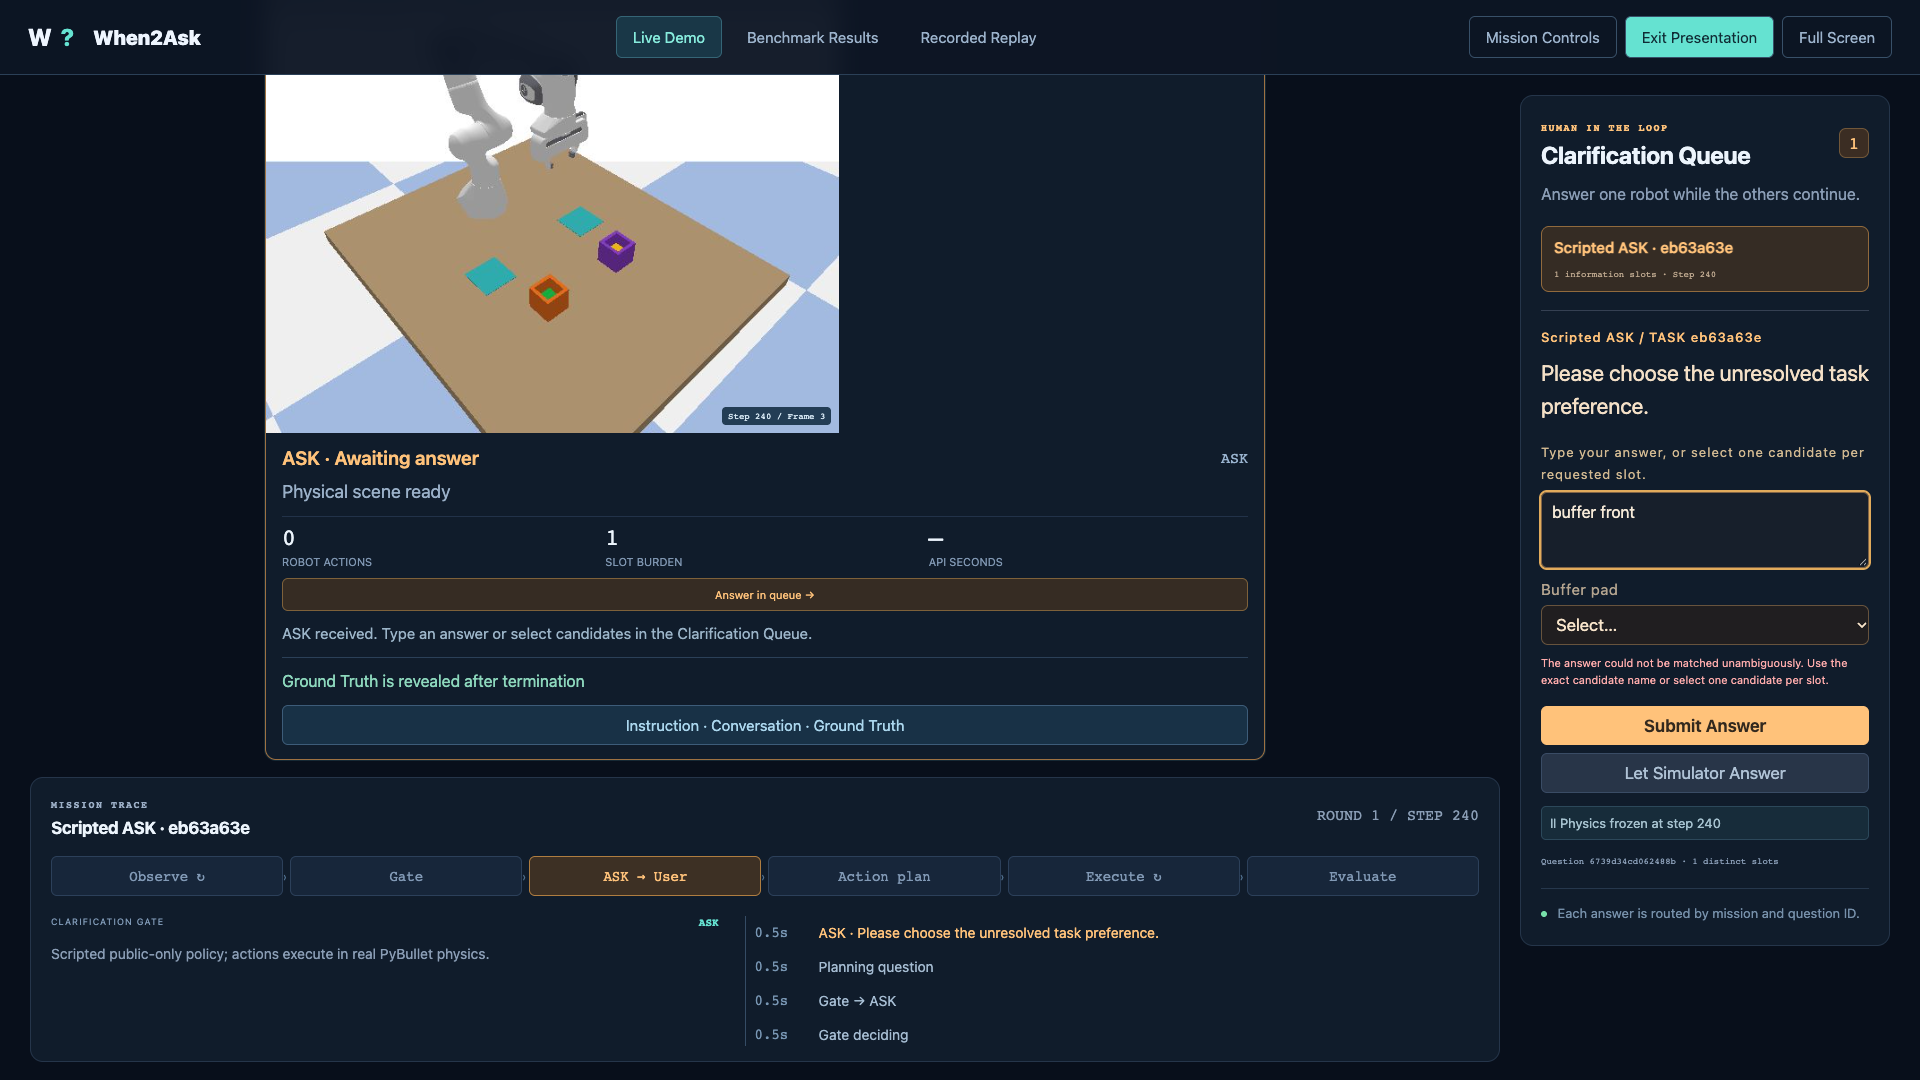 W ? When2Ask
Live Demo
Benchmark Results
Recorded Replay
Mission Controls
Exit Presentation
Full Screen
Step 240 / Frame 3
ASK · Awaiting answer
ASK
Physical scene ready
0
ROBOT ACTIONS
1
SLOT BURDEN
—
API SECONDS
Answer in queue →
ASK received. Type an answer or select candidates in the Clarification Queue.
Ground Truth is revealed after termination
Instruction · Conversation · Ground Truth
MISSION TRACE
Scripted ASK · eb63a63e
ROUND 1 / STEP 240
Observe ↻
Gate
ASK → User
Action plan
Execute ↻
Evaluate
CLARIFICATION GATE
ASK
Scripted public-only policy; actions execute in real PyBullet physics.
0.5s ASK · Please choose the unresolved task preference.
0.5s Planning question
0.5s Gate → ASK
0.5s Gate deciding
HUMAN IN THE LOOP
Clarification Queue
1
Answer one robot while the others continue.
Scripted ASK · eb63a63e
1 information slots · Step 240
Scripted ASK / TASK eb63a63e
Please choose the unresolved task
preference.
Type your answer, or select one candidate per
requested slot.
buffer front
Buffer pad
Select...
The answer could not be matched unambiguously. Use the
exact candidate name or select one candidate per slot.
Submit Answer
Let Simulator Answer
II Physics frozen at step 240
Question 6739d34cd062488b · 1 distinct slots
Each answer is routed by mission and question ID.